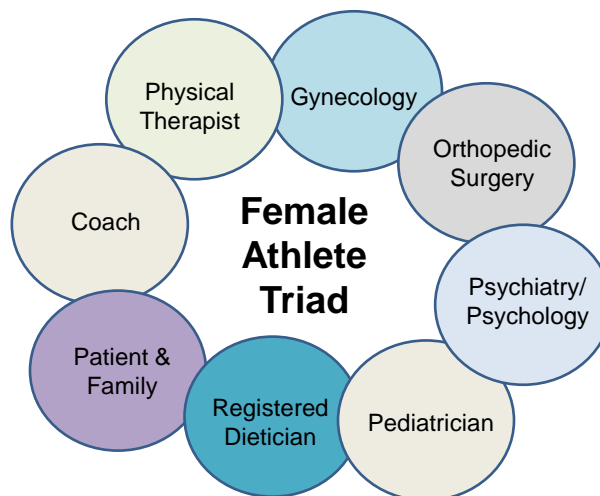 Physical
Therapist
Gynecology
Orthopedic
Surgery
Psychiatry/
Psychology
Pediatrician
Registered
Dietician
Patient &
Family
Coach
Female
Athlete
Triad